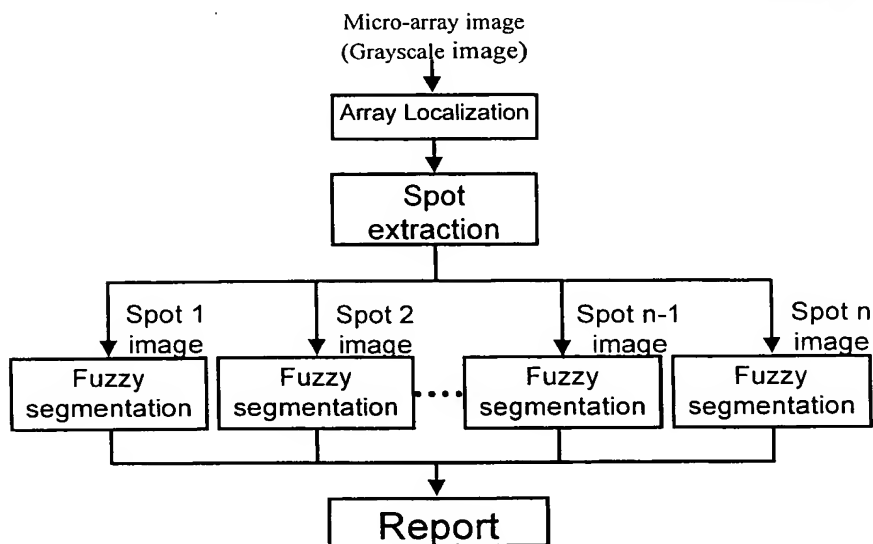 Micro-array image
(Grayscale image)
Array Localization
Spot
extraction
Spot 1
image
Spot 2
image
Spot n-1
image
Spot n
image
Fuzzy
segmentation
Fuzzy
segmentation
Fuzzy
segmentation
Fuzzy
segmentation
Report